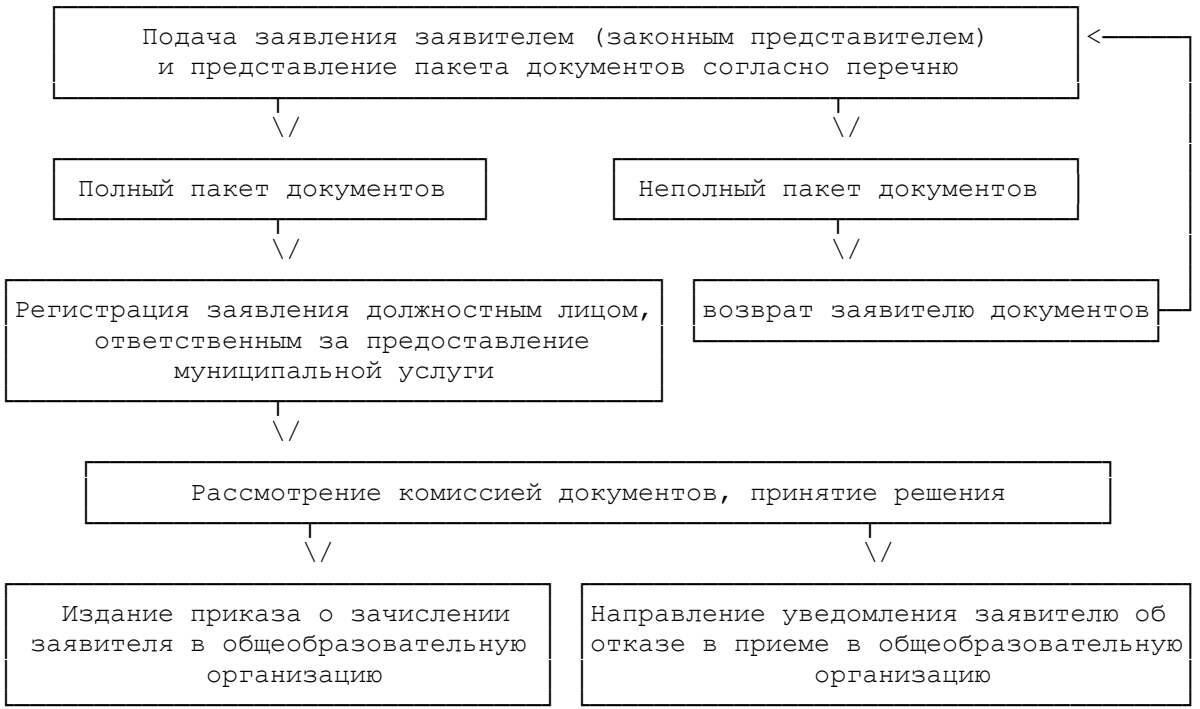 Подача заявления заявителем (законным представителем)
и представление пакета документов согласно перечню
Полный пакет документов
Неполный пакет документов
Регистрация заявления должностным лицом,
ответственным за предоставление
муниципальной услуги
возврат заявителю документов
Рассмотрение комиссией документов, принятие решения
Издание приказа о зачислении
заявителя в общеобразовательную
организацию
Направление уведомления заявителю об
отказе в приеме в общеобразовательную
организацию